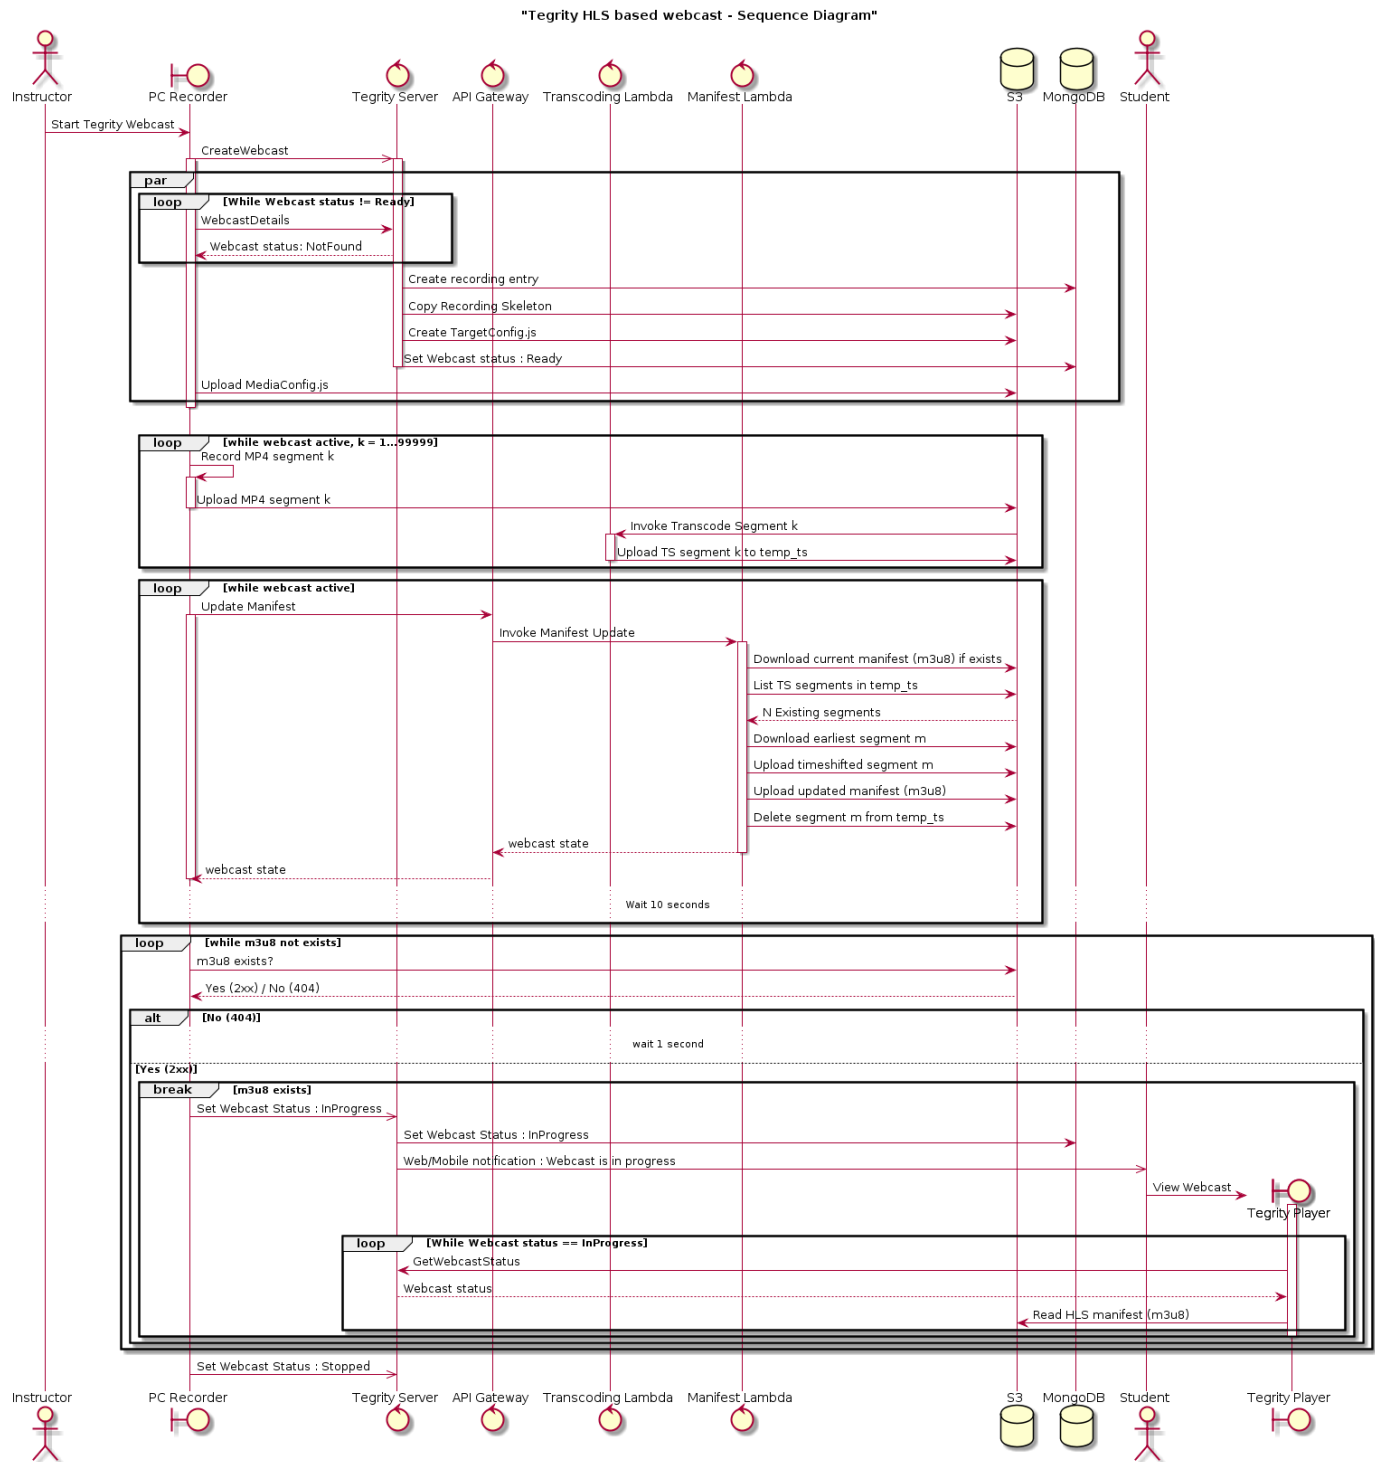 "Tegrity HLS based webcast - Sequence Diagram"
Instructor
PC Recorder
Tegrity Server
API Gateway
Transcoding Lambda
Manifest Lambda
S3
MongoDB
Student
Start Tegrity Webcast
CreateWebcast
par
loop
[While Webcast status != Ready]
WebcastDetails
Webcast status: NotFound
Create recording entry
Copy Recording Skeleton
Create TargetConfig.js
Set Webcast status : Ready
Upload MediaConfig.js
loop
[while webcast active, k = 1...99999]
Record MP4 segment k
Upload MP4 segment k
Invoke Transcode Segment k
Upload TS segment k to temp_ts
loop
[while webcast active]
Update Manifest
Invoke Manifest Update
Download current manifest (m3u8) if exists
List TS segments in temp_ts
N Existing segments
Download earliest segment m
Upload timeshifted segment m
Upload updated manifest (m3u8)
Delete segment m from temp_ts
webcast state
webcast state
Wait 10 seconds
loop
[while m3u8 not exists]
m3u8 exists?
Yes (2xx) / No (404)
alt
[No (404)]
wait 1 second
[Yes (2xx)]
break
[m3u8 exists]
Set Webcast Status : InProgress
Set Webcast Status : InProgress
Web/Mobile notification : Webcast is in progress
View Webcast
Tegrity Player
loop
[While Webcast status == InProgress]
GetWebcastStatus
Webcast status
Read HLS manifest (m3u8)
Set Webcast Status : Stopped
Instructor
PC Recorder
Tegrity Server
API Gateway
Transcoding Lambda
Manifest Lambda
S3
MongoDB
Student
Tegrity Player